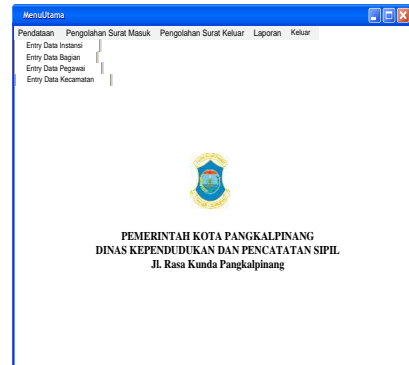 MenuUtama
Pendataan Pengolahan Surat Masuk Pengolahan Surat Keluar Laporan Keluar
Entry Data Instansi
Entry Data Bagian
Entry Data Pegawai
Entry Data Kecamatan
PEMERINTAH KOTA PANGKALPINANG
DINAS KEPENDUDUKAN DAN PENCATATAN SIPIL
Jl. Rasa Kunda Pangkalpinang